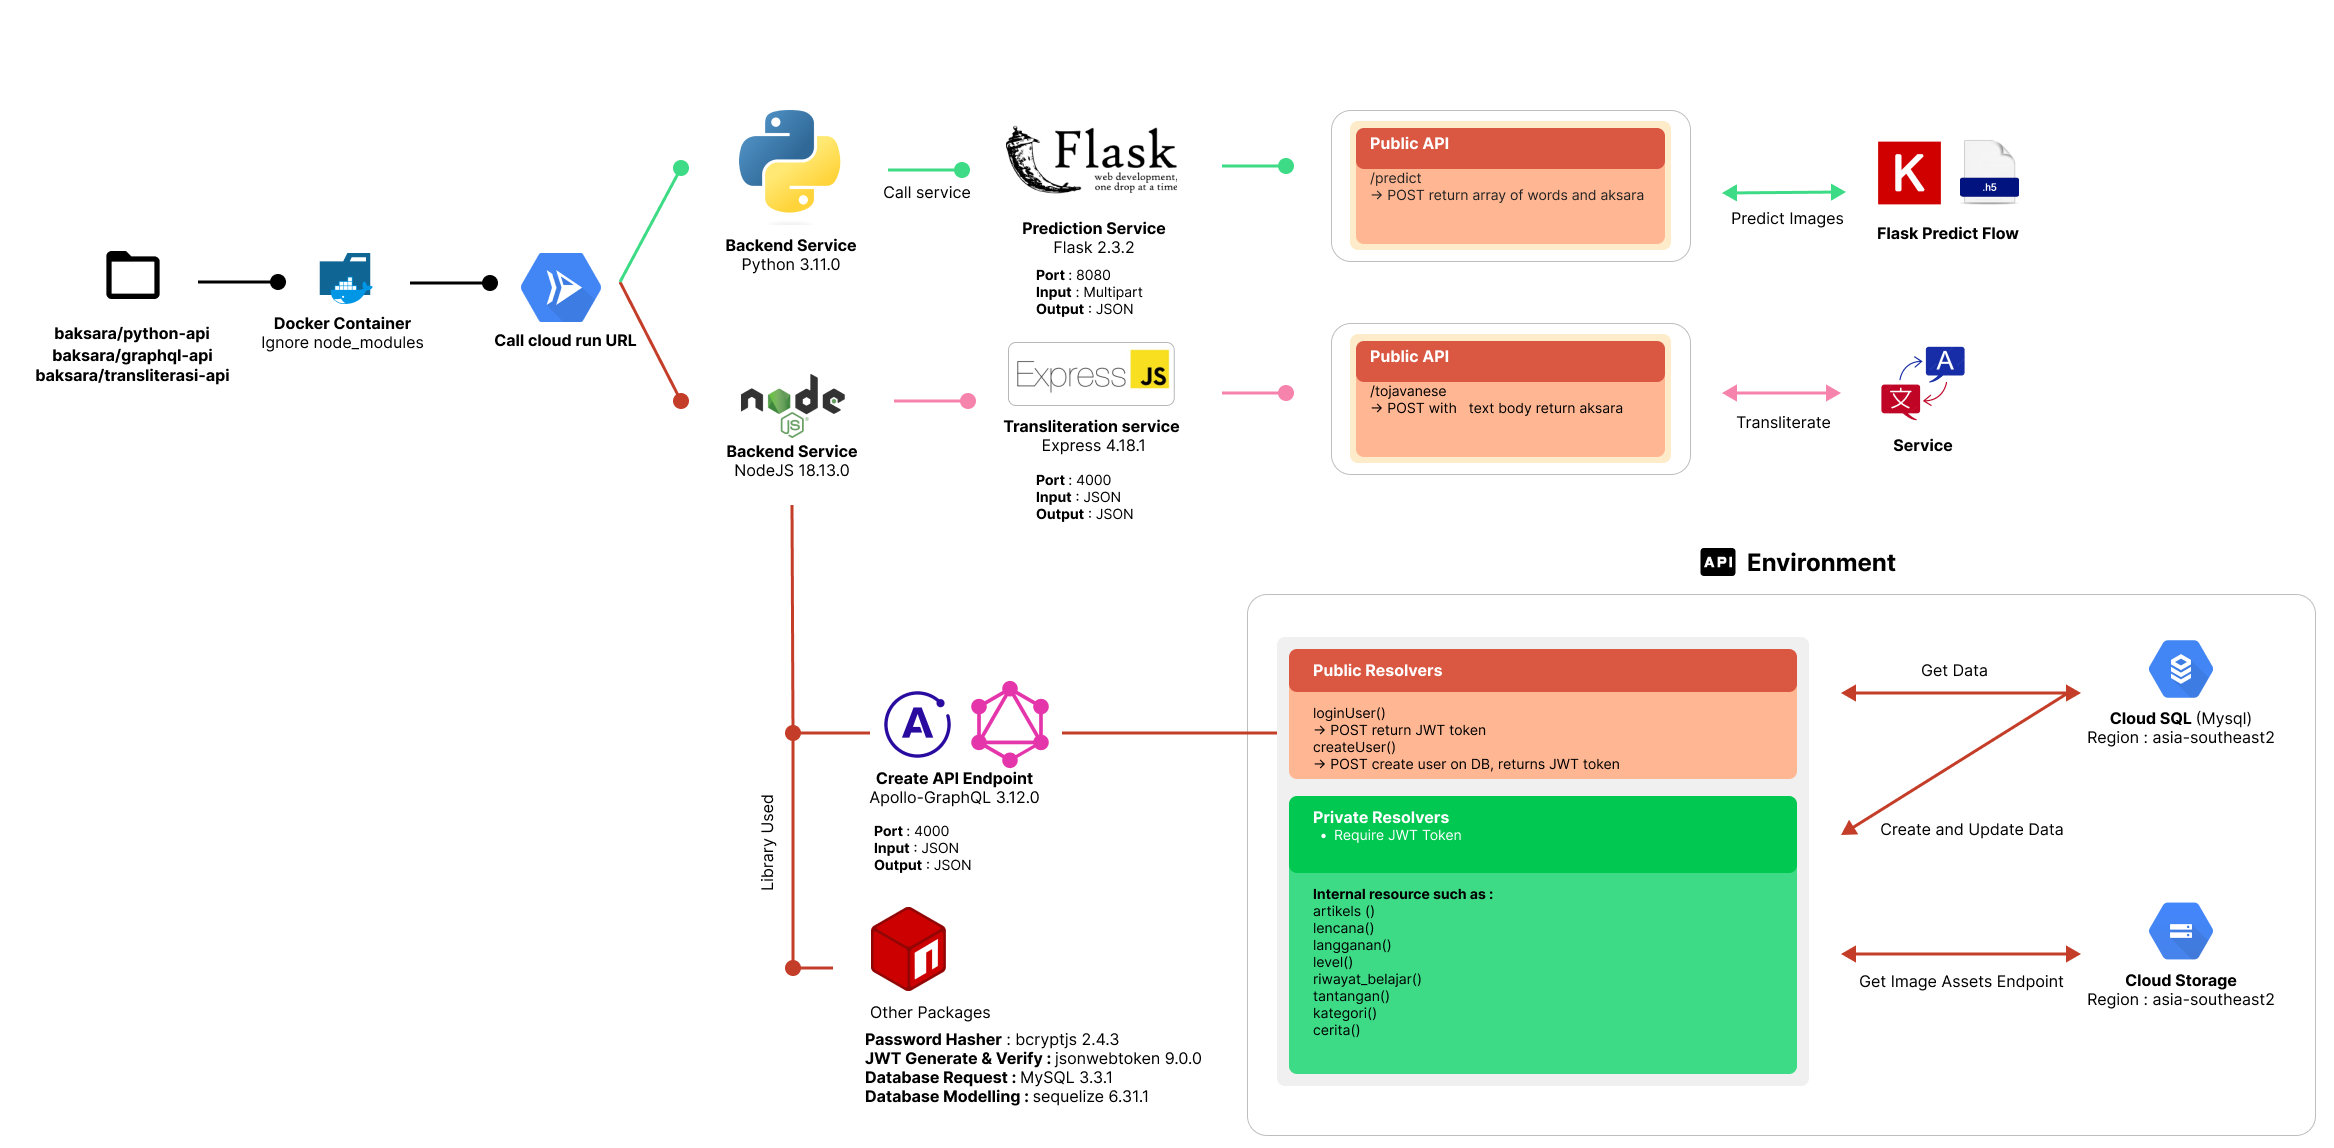 baksara/python-api
baksara/graphql-api
baksara/transliterasi-api
Docker Container
Ignore node_modules
Call cloud run URL
Backend Service
Python 3.11.0
Call service
Flask
web development,
one drop at a time
Prediction Service
Flask 2.3.2
Port : 8080
Input : Multipart
Output : JSON
Public API
/predict
→ POST return array of words and aksara
Predict Images
K
.h5
Flask Predict Flow
node
JS
Backend Service
NodeJS 18.13.0
Express JS
Transliteration service
Express 4.18.1
Port : 4000
Input : JSON
Output : JSON
Public API
/tojavanese
→ POST with text body return aksara
Transliterate
A
文
Service
Library Used
A
Create API Endpoint
Apollo-GraphQL 3.12.0
Port : 4000
Input : JSON
Output : JSON
n
Other Packages
Password Hasher : bcryptjs 2.4.3
JWT Generate & Verify : jsonwebtoken 9.0.0
Database Request : MySQL 3.3.1
Database Modelling : sequelize 6.31.1
API Environment
Public Resolvers
loginUser()
→ POST return JWT token
createUser()
→ POST create user on DB, returns JWT token
Private Resolvers
• Require JWT Token
Internal resource such as :
artikels ()
lencana()
langganan()
level()
riwayat_belajar()
tantangan()
kategori()
cerita()
Get Data
Create and Update Data
Get Image Assets Endpoint
Cloud SQL (Mysql)
Region : asia-southeast2
Cloud Storage
Region : asia-southeast2